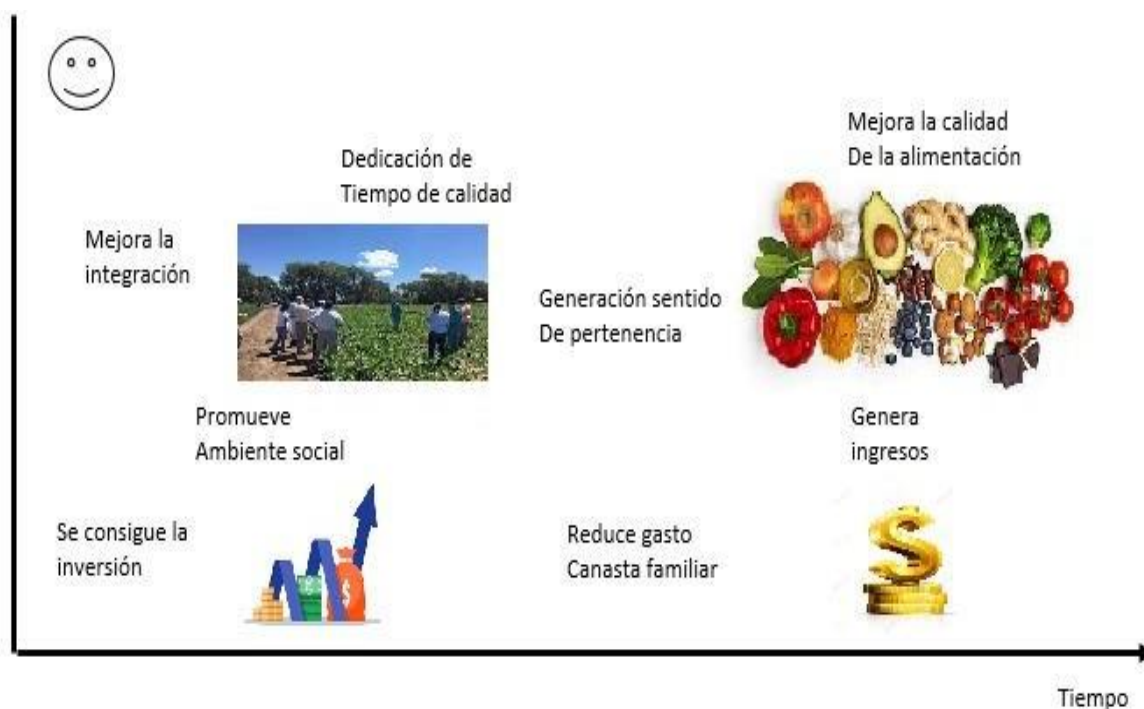 Dedicación de
Tiempo de calidad
Mejora la calidad
De la alimentación
Mejora la
integración
Generación sentido
De pertenencia
Promueve
Ambiente social
Genera
ingresos
Se consigue la
inversión
Reduce gasto
Canasta familiar
Tiempo